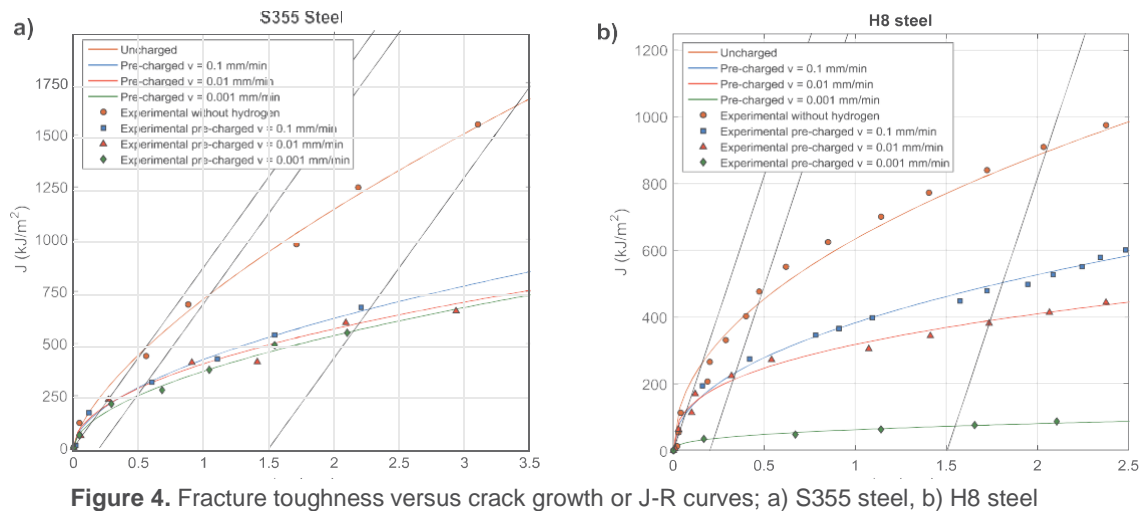 S355 Steel
a)
Uncharged
Pre-charged v = 0.1 mm/min
Pre-charged v = 0.01 mm/min
Pre-charged v = 0.001 mm/min
Experimental without hydrogen
Experimental pre-charged v = 0.1 mm/min
Experimental pre-charged v = 0.01 mm/min
Experimental pre-charged v = 0.001 mm/min
J (kJ/m²)
1750
1500
1250
1000
750
500
250
0
0 0.5 1 1.5 2 2.5 3 3.5
H8 steel
b)
Uncharged
Pre-charged v = 0.1 mm/min
Pre-charged v = 0.01 mm/min
Pre-charged v = 0.001 mm/min
Experimental without hydrogen
Experimental pre-charged v = 0.1 mm/min
Experimental pre-charged v = 0.01 mm/min
Experimental pre-charged v = 0.001 mm/min
J (kJ/m²)
1200
1000
800
600
400
200
0
0 0.5 1 1.5 2 2.5
Figure 4. Fracture toughness versus crack growth or J-R curves; a) S355 steel, b) H8 steel